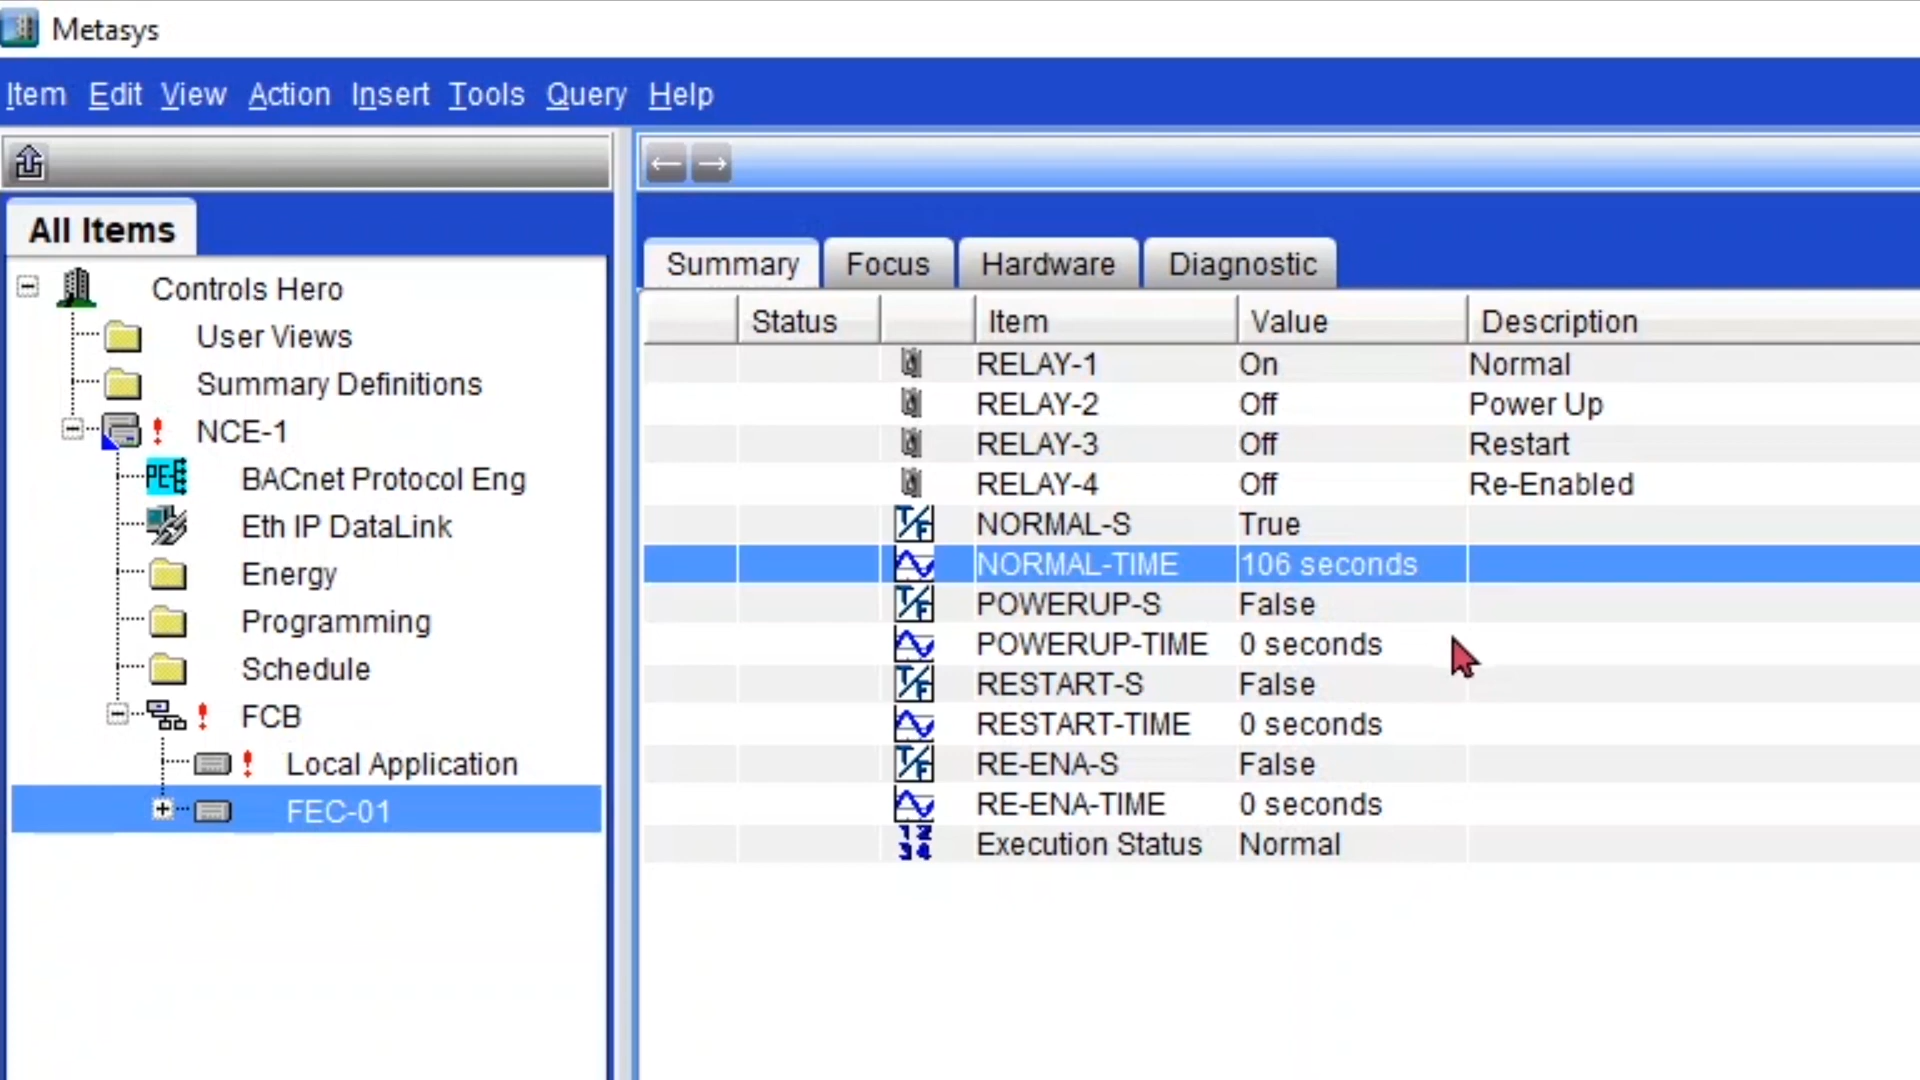 Metasys
Item Edit View Action Insert Tools Query Help
All Items
Controls Hero
User Views
Summary Definitions
! NCE-1
PE BACnet Protocol Eng
Eth IP DataLink
Energy
Programming
Schedule
! FCB
! Local Application
FEC-01
Summary Focus Hardware Diagnostic
Status Item Value Description
RELAY-1 On Normal
RELAY-2 Off Power Up
RELAY-3 Off Restart
RELAY-4 Off Re-Enabled
T/F NORMAL-S True
NORMAL-TIME 106 seconds
T/F POWERUP-S False
POWERUP-TIME 0 seconds
T/F RESTART-S False
RESTART-TIME 0 seconds
T/F RE-ENA-S False
RE-ENA-TIME 0 seconds
12 34 Execution Status Normal